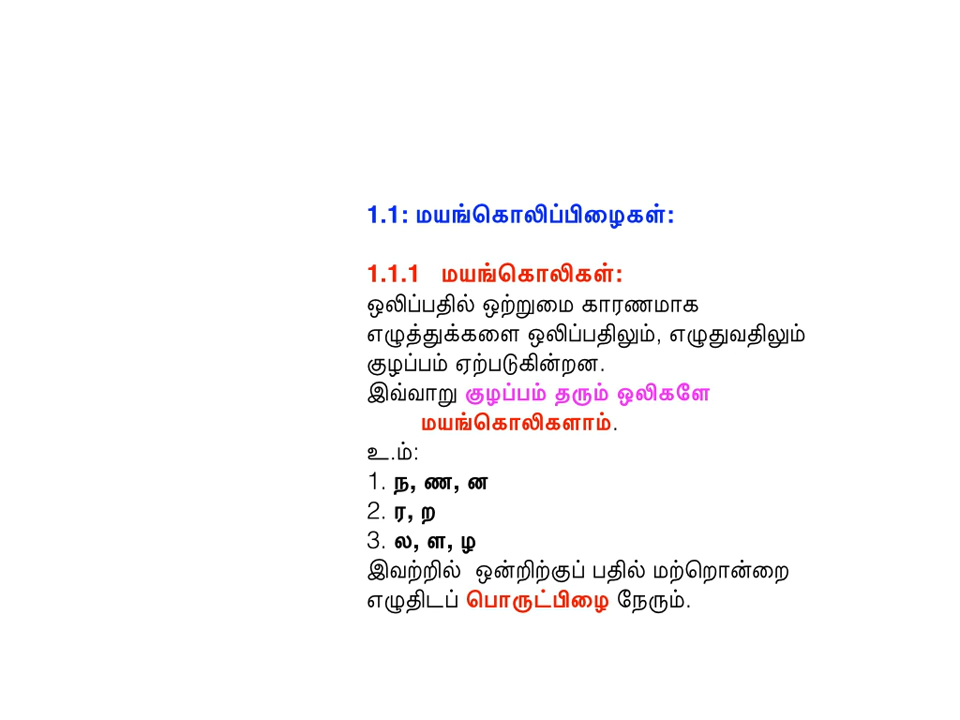 1.1: மயங்கொலிப்பிழைகள்:
1.1.1 மயங்கொலிகள்:
ஒலிப்பதில் ஒற்றுமை காரணமாக
எழுத்துக்களை ஒலிப்பதிலும், எழுதுவதிலும்
குழப்பம் ஏற்படுகின்றன.
இவ்வாறு குழப்பம் தரும் ஒலிகளே
மயங்கொலிகளாம்.
உ.ம்:
1. ந, ண, ன
2. ர, ற
3. ல, ள, ழ
இவற்றில் ஒன்றிற்குப் பதில் மற்றொன்றை
எழுதிடப் பொருட்பிழை நேரும்.